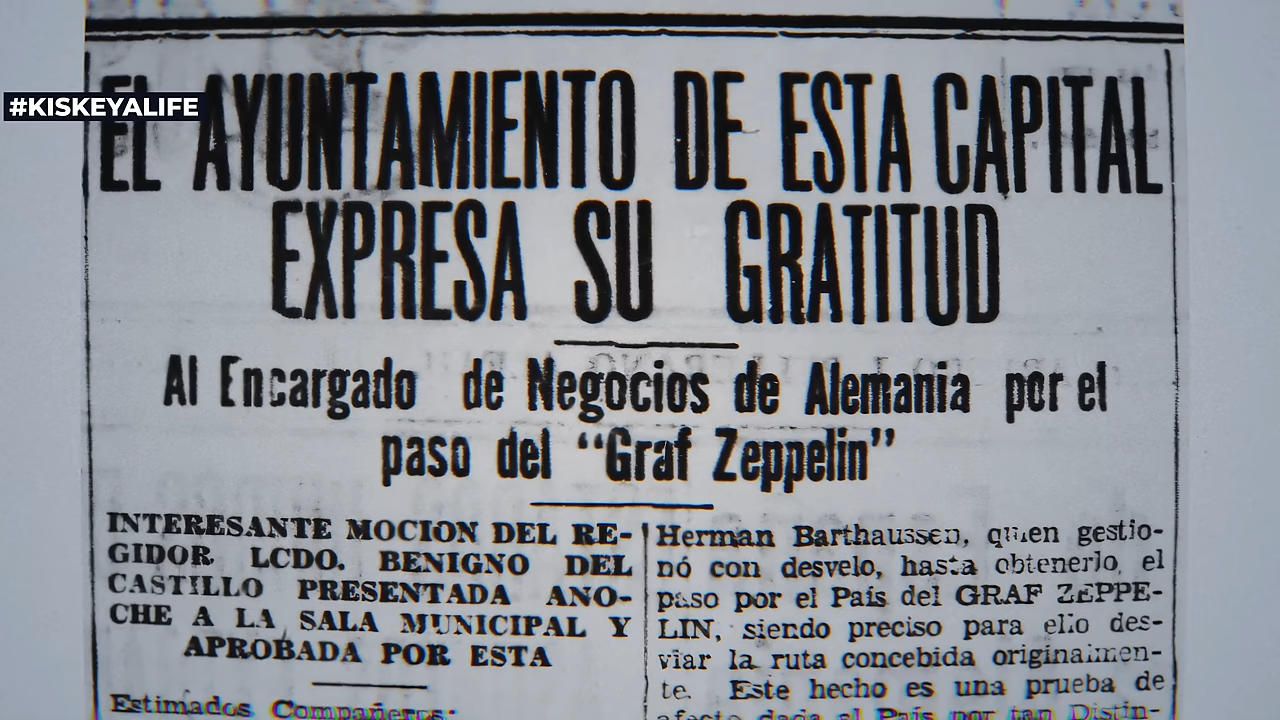 #KISKEYALIFE
EL AYUNTAMIENTO DE ESTA CAPITAL
EXPRESA SU GRATITUD
Al Encargado de Negocios de Alemania por el
paso del “Graf Zeppelin”
INTERESANTE MOCION DEL RE-
GIDOR LCDO. BENIGNO DEL
CASTILLO PRESENTADA ANO-
CHE A LA SALA MUNICIPAL Y
APROBADA POR ESTA
Estimados Compañeros:
Herman Barthaussen, quien gestio-
nó con desvelo, hasta obtenerlo, el
paso por el País del GRAF ZEPPE-
LIN, siendo preciso para ello des-
viar la ruta concebida originalmen-
te. Este hecho es una prueba de
afecto dada al País por tan Distin-